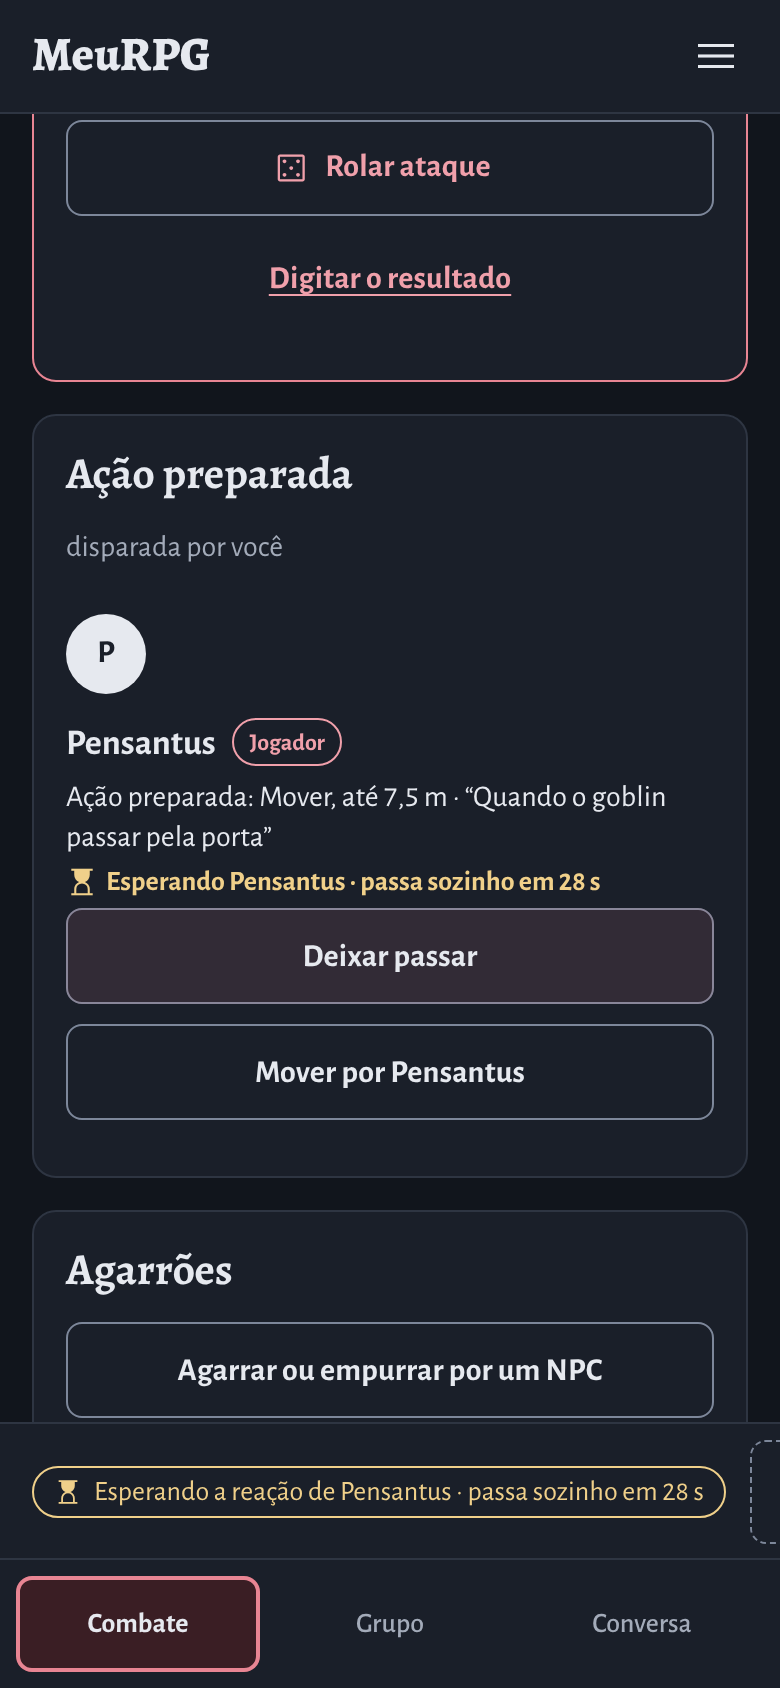 MeuRPG
Rolar ataque
Digitar o resultado
Ação preparada
disparada por você
P
Pensantus
Jogador
Ação preparada: Mover, até 7,5 m · “Quando o goblin
passar pela porta”
Esperando Pensantus · passa sozinho em 28 s
Deixar passar
Mover por Pensantus
Agarrões
Agarrar ou empurrar por um NPC
Esperando a reação de Pensantus · passa sozinho em 28 s
Combate
Grupo
Conversa